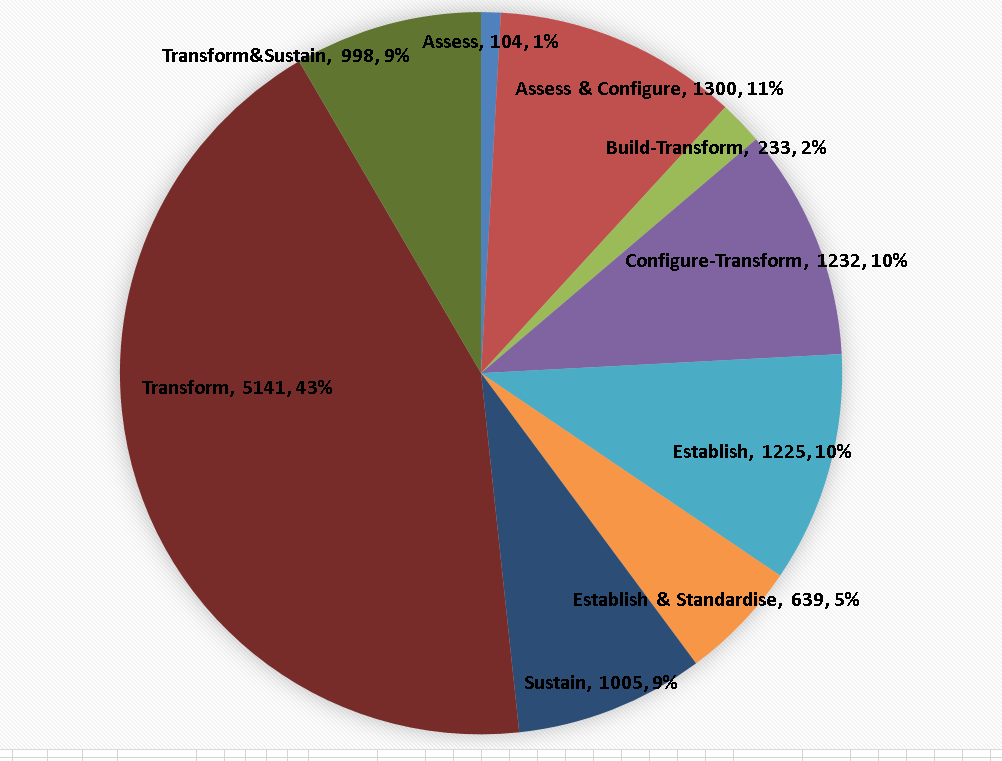 Assess, 104, 1%
Transform&Sustain, 998, 9%
Assess & Configure, 1300, 11%
Build-Transform, 233, 2%
Configure-Transform, 1232, 10%
Transform, 5141, 43%
Establish, 1225, 10%
Establish & Standardise, 639, 5%
Sustain, 1005, 9%